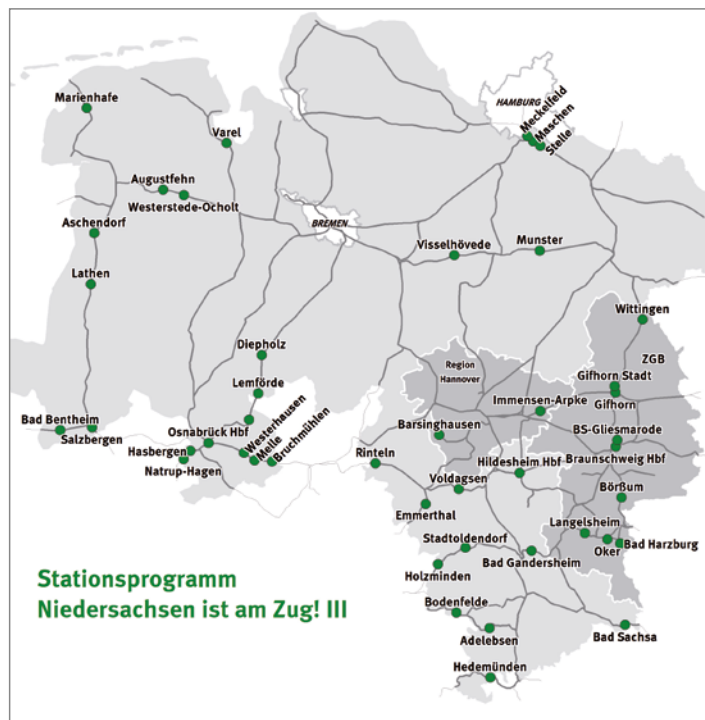 Marienhafe
HAMBURG
Meckelfeld
Maschen
Stelle
Varel
Augustfehn
Westerstede-Ocholt
Aschendorf
BREMEN
Visselhövede
Munster
Lathen
Wittingen
Diepholz
Region
Hannover
ZGB
Gifhorn Stadt
Lemförde
Immensen-Arpke
Gifhorn
Bad Bentheim
Salzbergen
Osnabrück Hbf
Westerhausen
Melle
Bruchmühlen
Barsinghausen
BS-Gliesmarode
Hasbergen
Natrup-Hagen
Rinteln
Hildesheim Hbf
Braunschweig Hbf
Voldagsen
Börßum
Emmerthal
Langelsheim
Stadtoldendorf
Oker
Bad Harzburg
Holzminden
Bad Gandersheim
Stationsprogramm
Niedersachsen ist am Zug! III
Bodenfelde
Adelebsen
Bad Sachsa
Hedemünden